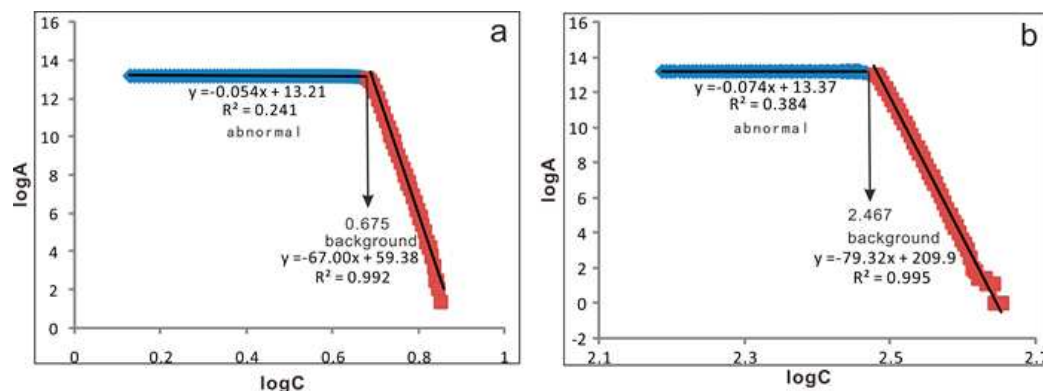 a
16
14
12
10
8
6
4
2
0
logA
y =-0.054x + 13.21
R² = 0.241
abnormal
0.675
background
y =-67.00x + 59.38
R² = 0.992
0 0.2 0.4 0.6 0.8 1
logC
b
16
14
12
10
8
6
4
2
0
-2
logA
y =-0.074x + 13.37
R² = 0.384
abnormal
2.467
background
y =-79.32x + 209.9
R² = 0.995
2.1 2.3 2.5 2.7
logC